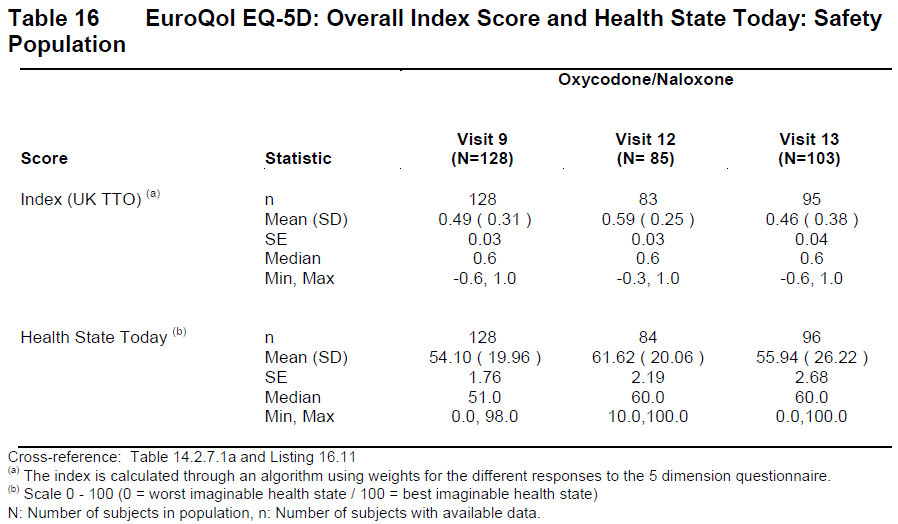 Table 16 EuroQol EQ-5D: Overall Index Score and Health State Today: Safety
Population
Oxycodone/Naloxone
Visit 9 Visit 12 Visit 13
Score Statistic (N=128) (N= 85) (N=103)
Index (UK TTO) (a) n 128 83 95
Mean (SD) 0.49 ( 0.31 ) 0.59 ( 0.25 ) 0.46 ( 0.38 )
SE 0.03 0.03 0.04
Median 0.6 0.6 0.6
Min, Max -0.6, 1.0 -0.3, 1.0 -0.6, 1.0
Health State Today (b) n 128 84 96
Mean (SD) 54.10 ( 19.96 ) 61.62 ( 20.06 ) 55.94 ( 26.22 )
SE 1.76 2.19 2.68
Median 51.0 60.0 60.0
Min, Max 0.0, 98.0 10.0,100.0 0.0,100.0
Cross-reference: Table 14.2.7.1a and Listing 16.11
(a) The index is calculated through an algorithm using weights for the different responses to the 5 dimension questionnaire.
(b) Scale 0 - 100 (0 = worst imaginable health state / 100 = best imaginable health state)
N: Number of subjects in population, n: Number of subjects with available data.